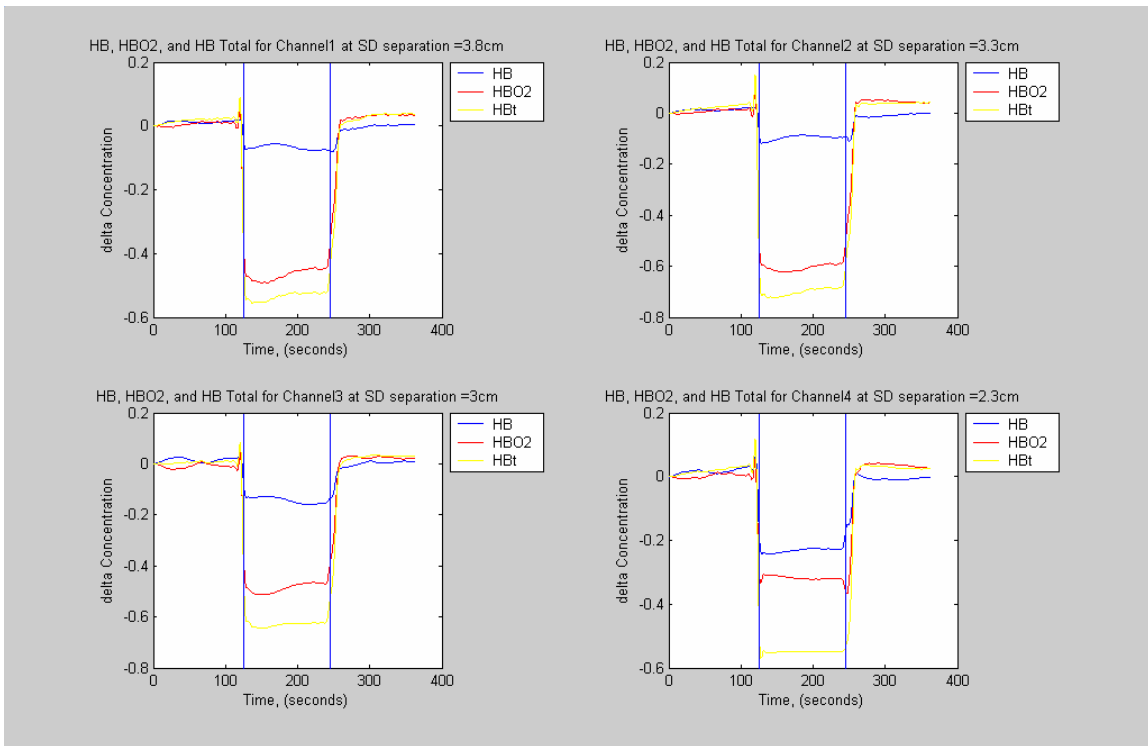 HB, HBO2, and HB Total for Channel1 at SD separation =3.8cm
0.2
0
-0.2
-0.4
-0.6
delta Concentration
0
100
200
300
400
Time, (seconds)
HB
HBO2
HBt
HB, HBO2, and HB Total for Channel2 at SD separation =3.3cm
0.2
0
-0.2
-0.4
-0.6
-0.8
delta Concentration
0
100
200
300
400
Time, (seconds)
HB
HBO2
HBt
HB, HBO2, and HB Total for Channel3 at SD separation =3cm
0.2
0
-0.2
-0.4
-0.6
-0.8
delta Concentration
0
100
200
300
400
Time, (seconds)
HB
HBO2
HBt
HB, HBO2, and HB Total for Channel4 at SD separation =2.3cm
0.2
0
-0.2
-0.4
-0.6
delta Concentration
0
100
200
300
400
Time, (seconds)
HB
HBO2
HBt